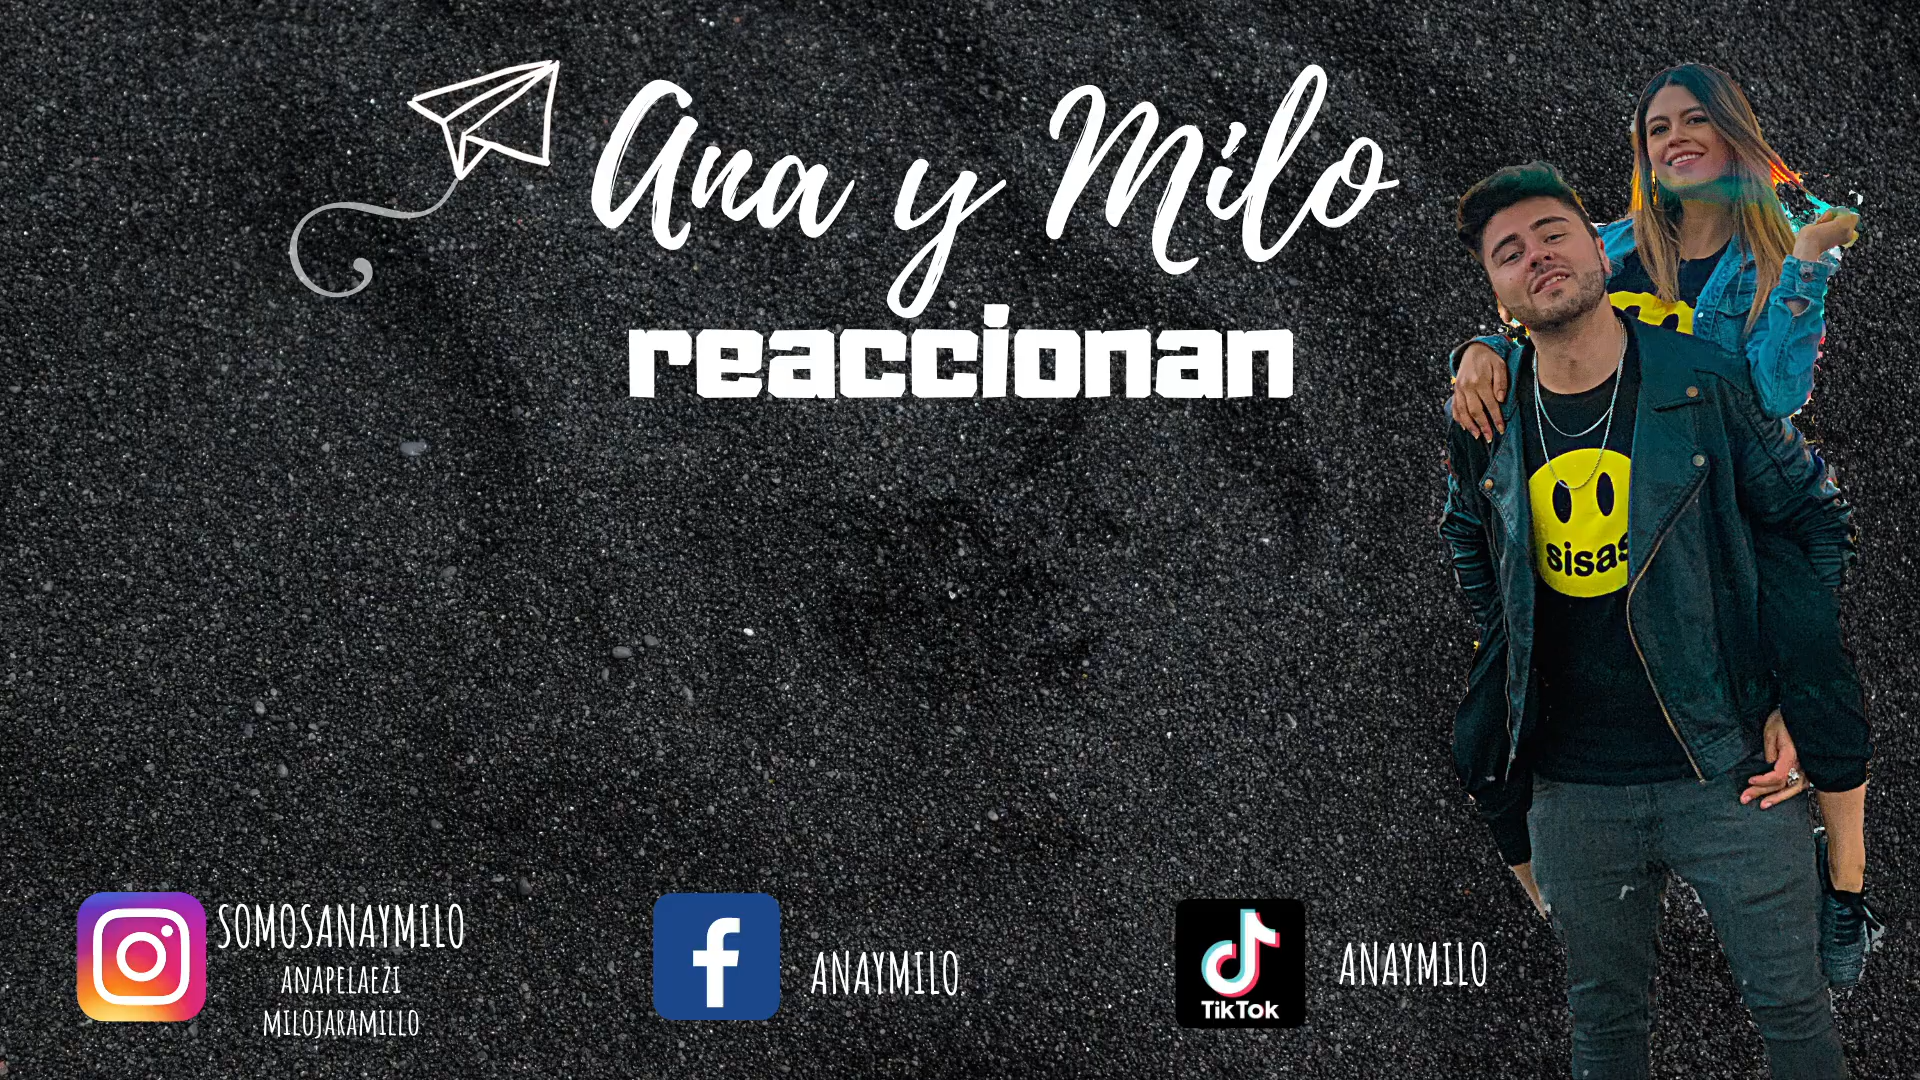 Ana y Milo
reaccionan
sisas
SOMOSANAYMILO
ANAPELAEZI
MILOJARAMILLO
ANAYMILO
TikTok
ANAYMILO